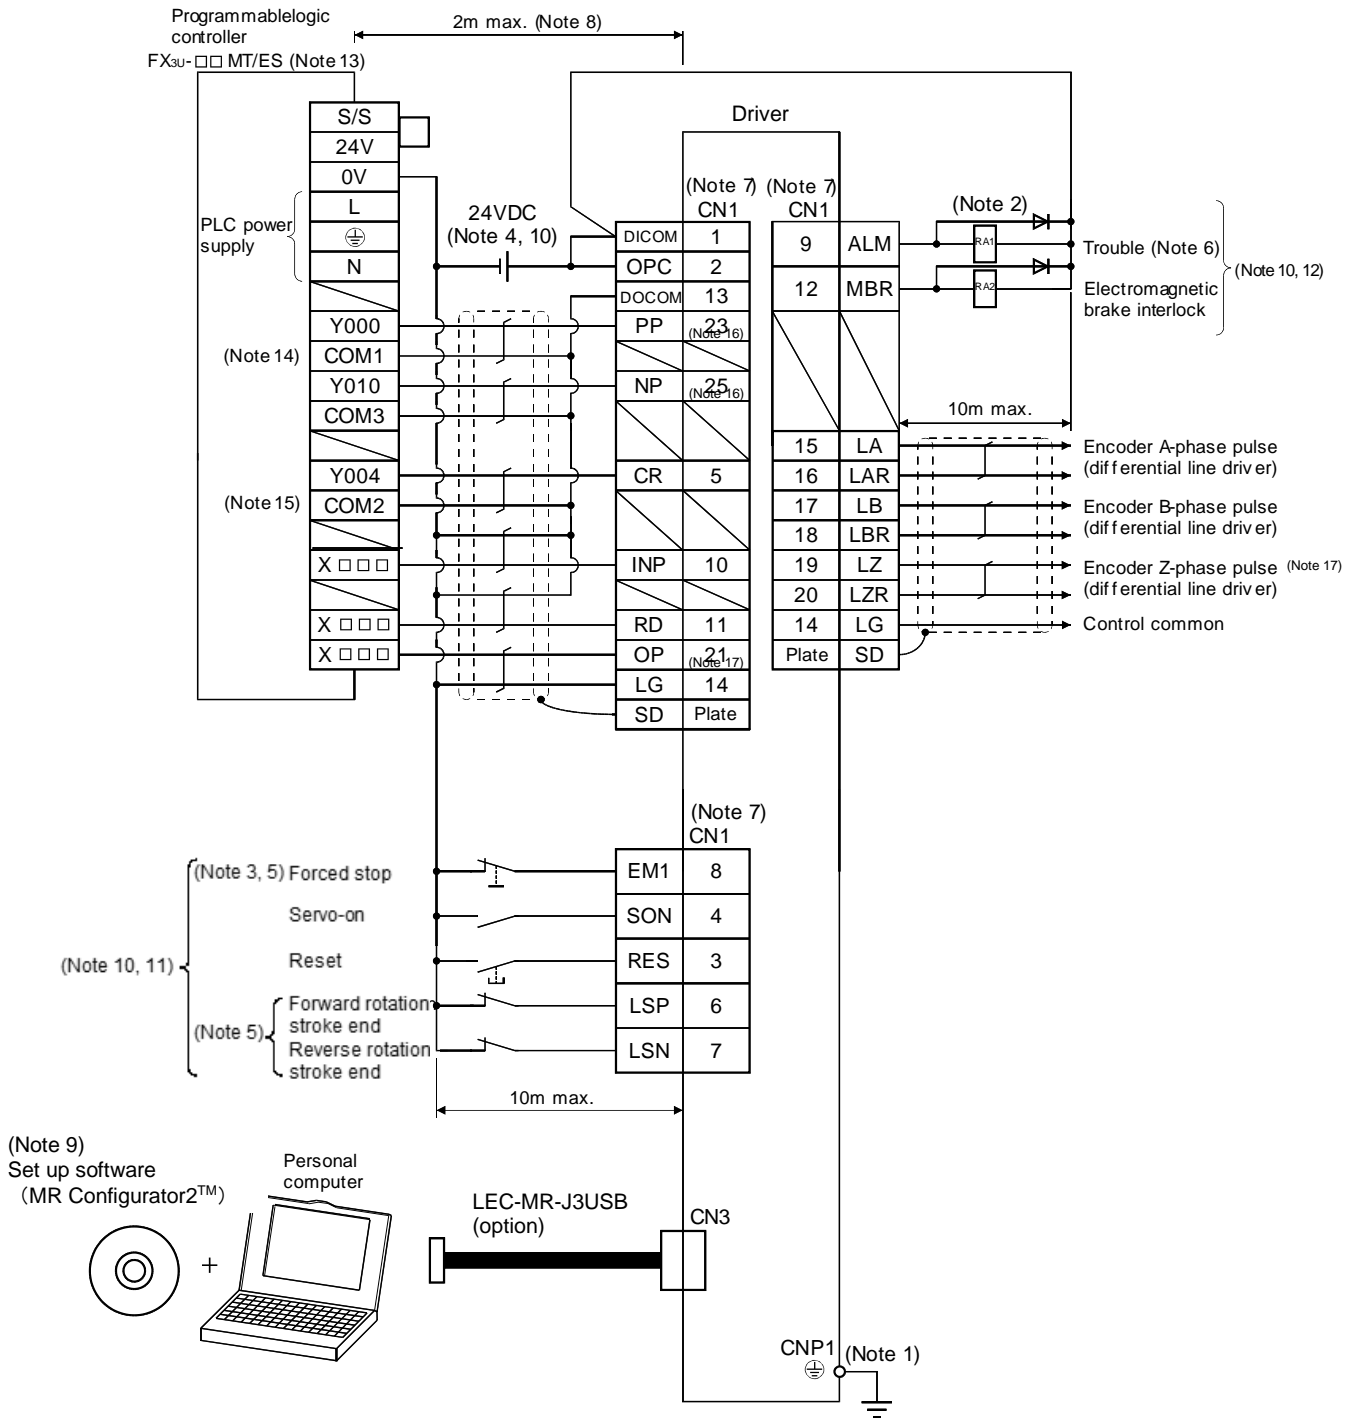 Programmablelogic
controller
FX3U-□□ MT/ES (Note 13)
2m max. (Note 8)
S/S
24V
0V
L
N
PLC power
supply
Y000
(Note 14)
COM1
Y010
COM3
Y004
(Note 15)
COM2
X □□□
X □□□
X □□□
24VDC
(Note 4, 10)
Driver
(Note 7)
CN1
DICOM 1
OPC 2
DOCOM 13
PP 23
(Note 16)
NP 25
(Note 16)
CR 5
INP 10
RD 11
OP 21
(Note 17)
LG 14
SD Plate
(Note 7)
CN1
9 ALM
12 MBR
15 LA
16 LAR
17 LB
18 LBR
19 LZ
20 LZR
14 LG
Plate SD
(Note 2)
RA1
RA2
Trouble (Note 6)
Electromagnetic
brake interlock
(Note 10, 12)
10m max.
Encoder A-phase pulse
(differential line driver)
Encoder B-phase pulse
(differential line driver)
Encoder Z-phase pulse (Note 17)
(differential line driver)
Control common
(Note 7)
CN1
EM1 8
SON 4
RES 3
LSP 6
LSN 7
(Note 10, 11)
(Note 3, 5) Forced stop
Servo-on
Reset
(Note 5)
Forward rotation
stroke end
Reverse rotation
stroke end
10m max.
(Note 9)
Set up software
(MR Configurator2TM)
+
Personal
computer
LEC-MR-J3USB
(option)
CN3
CNP1
(Note 1)